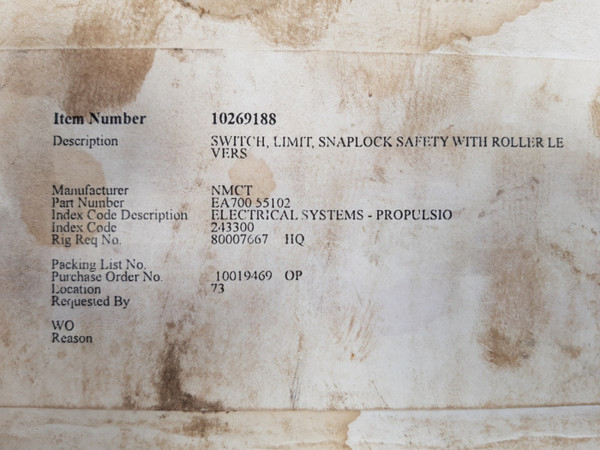 Item Number 10269188
Description SWITCH, LIMIT, SNAPLOCK SAFETY WITH ROLLER LE
VERS
Manufacturer NMCT
Part Number EA700 55102
Index Code Description ELECTRICAL SYSTEMS - PROPULSIO
Index Code 243300
Rig Req No. 80007667 HQ
Packing List No.
Purchase Order No. 10019469 OP
Location 73
Requested By
WO
Reason